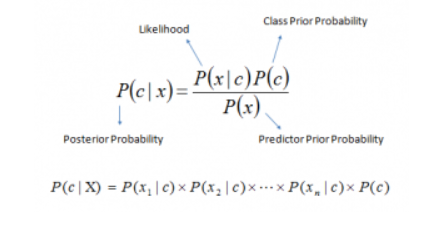 Likelihood
Class Prior Probability
P(c | x) = P(x | c)P(c) / P(x)
Posterior Probability
Predictor Prior Probability
P(c | X) = P(x₁ | c) × P(x₂ | c) × ⋯ × P(xₙ | c) × P(c)